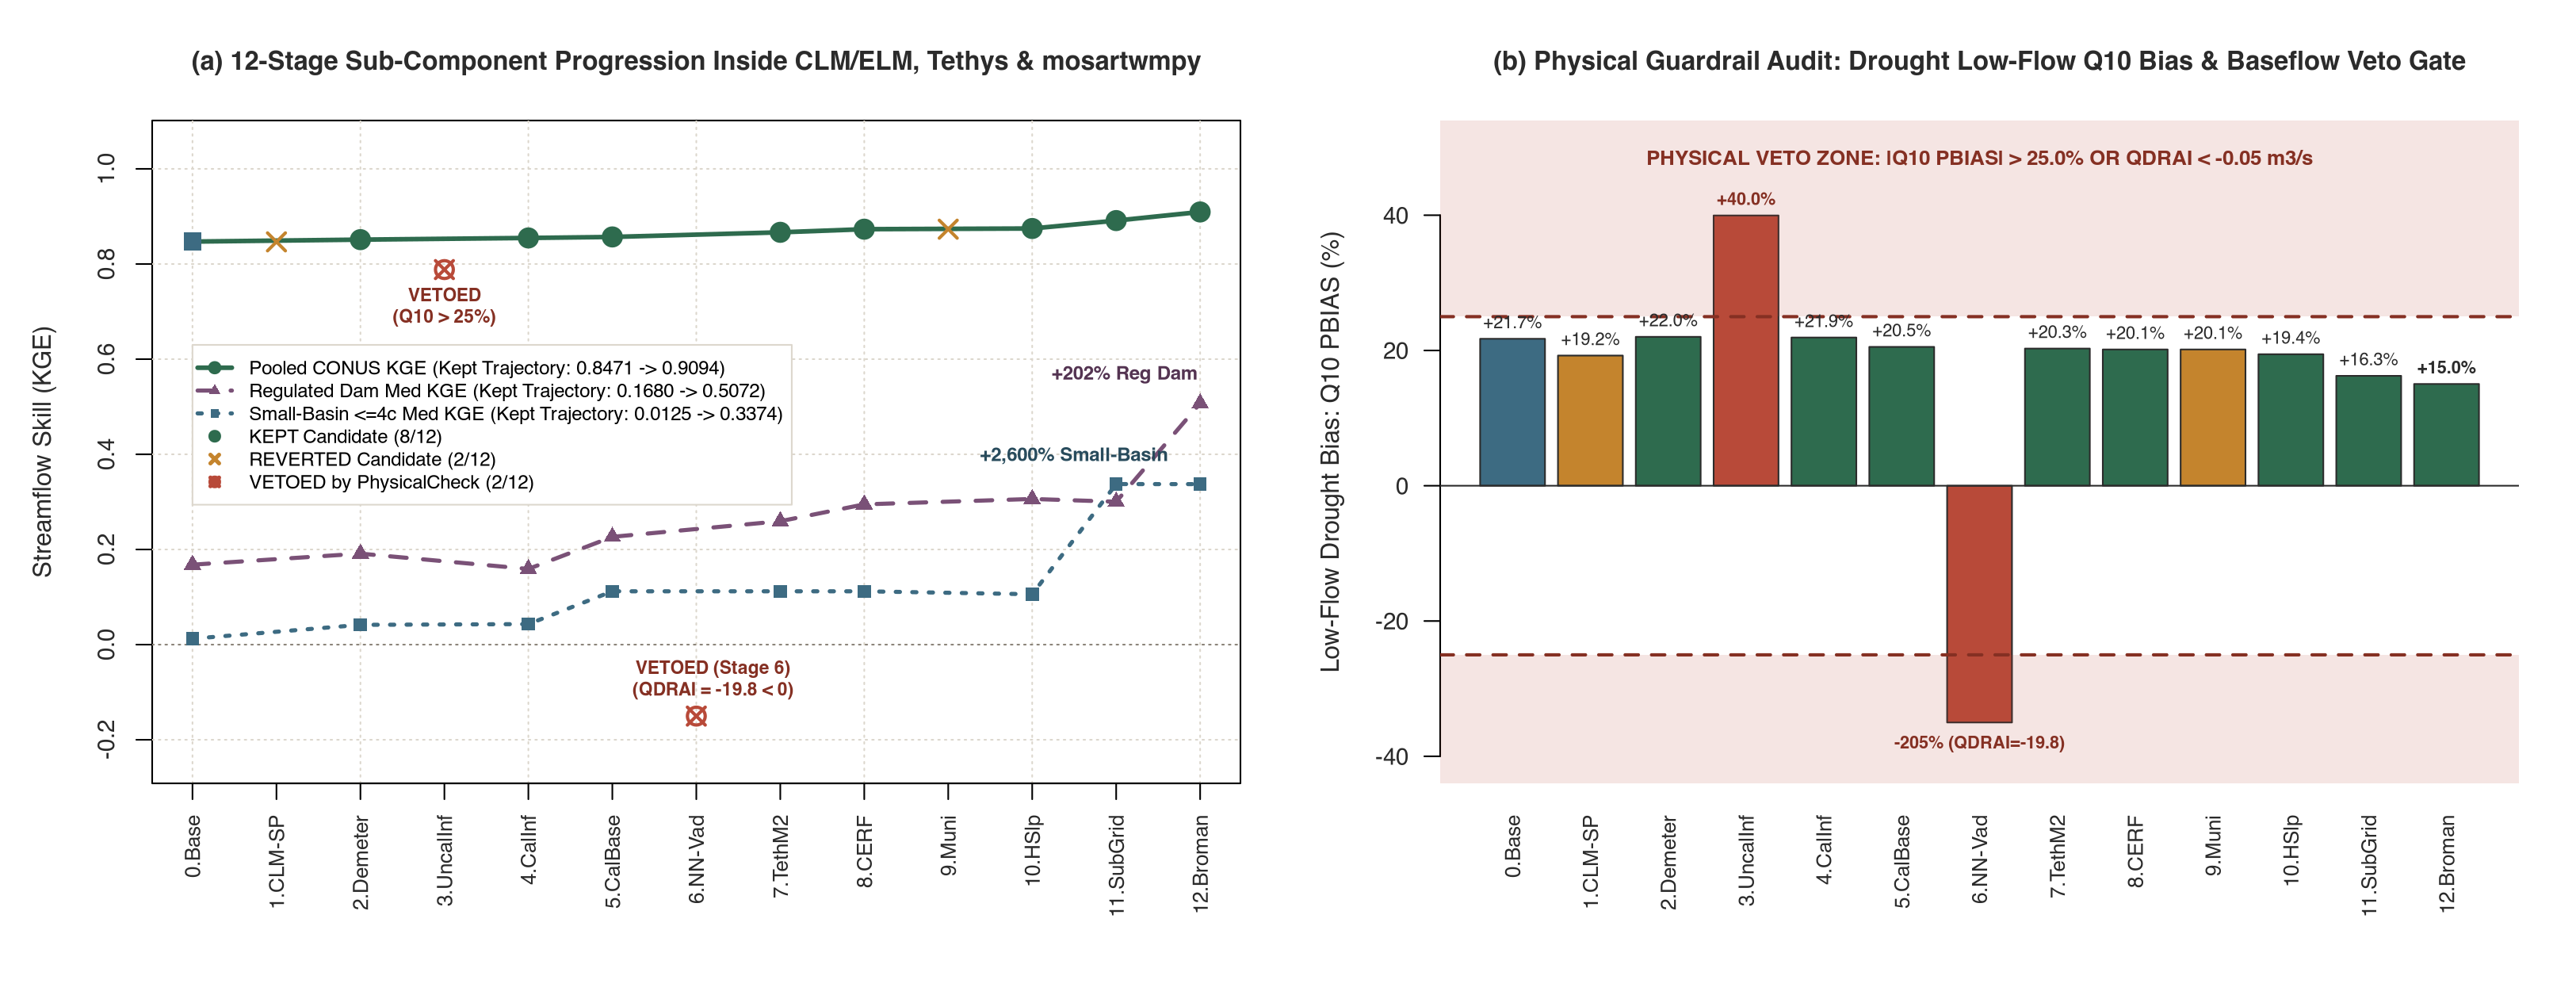 (a) 12-Stage Sub-Component Progression Inside CLM/ELM, Tethys & mosartwmpy
Streamflow Skill (KGE)
1.0
0.8
0.6
0.4
0.2
0.0
-0.2
VETOED
(Q10 > 25%)
Pooled CONUS KGE (Kept Trajectory: 0.8471 -> 0.9094)
Regulated Dam Med KGE (Kept Trajectory: 0.1680 -> 0.5072)
Small-Basin <=4c Med KGE (Kept Trajectory: 0.0125 -> 0.3374)
KEPT Candidate (8/12)
REVERTED Candidate (2/12)
VETOED by PhysicalCheck (2/12)
+202% Reg Dam
+2,600% Small-Basin
VETOED (Stage 6)
(QDRAI = -19.8 < 0)
0.Base
1.CLM-SP
2.Demeter
3.UncalInf
4.CalInf
5.CalBase
6.NN-Vad
7.TethM2
8.CERF
9.Muni
10.HSlp
11.SubGrid
12.Broman
(b) Physical Guardrail Audit: Drought Low-Flow Q10 Bias & Baseflow Veto Gate
Low-Flow Drought Bias: Q10 PBIAS (%)
40
20
0
-20
-40
PHYSICAL VETO ZONE: |Q10 PBIAS| > 25.0% OR QDRAI < -0.05 m3/s
+21.7%
+19.2%
+22.0%
+40.0%
+21.9%
+20.5%
-205% (QDRAI=-19.8)
+20.3%
+20.1%
+20.1%
+19.4%
+16.3%
+15.0%
0.Base
1.CLM-SP
2.Demeter
3.UncalInf
4.CalInf
5.CalBase
6.NN-Vad
7.TethM2
8.CERF
9.Muni
10.HSlp
11.SubGrid
12.Broman